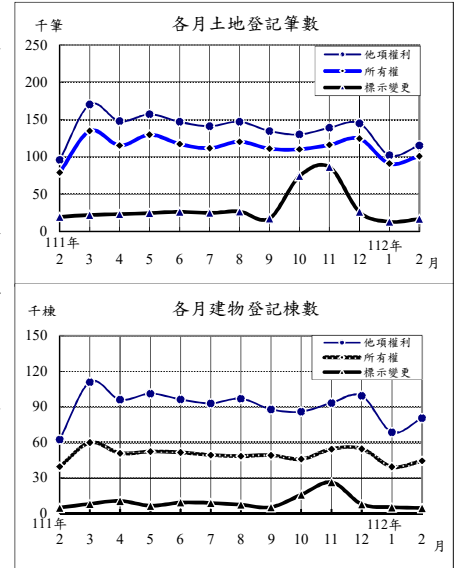 千筆 各月土地登記筆數
250
200
150
100
50
0
他項權利
所有權
標示變更
111年 112年
2 3 4 5 6 7 8 9 10 11 12 1 2 月
千棟 各月建物登記棟數
150
120
90
60
30
0
他項權利
所有權
標示變更
111年 112年
2 3 4 5 6 7 8 9 10 11 12 1 2 月